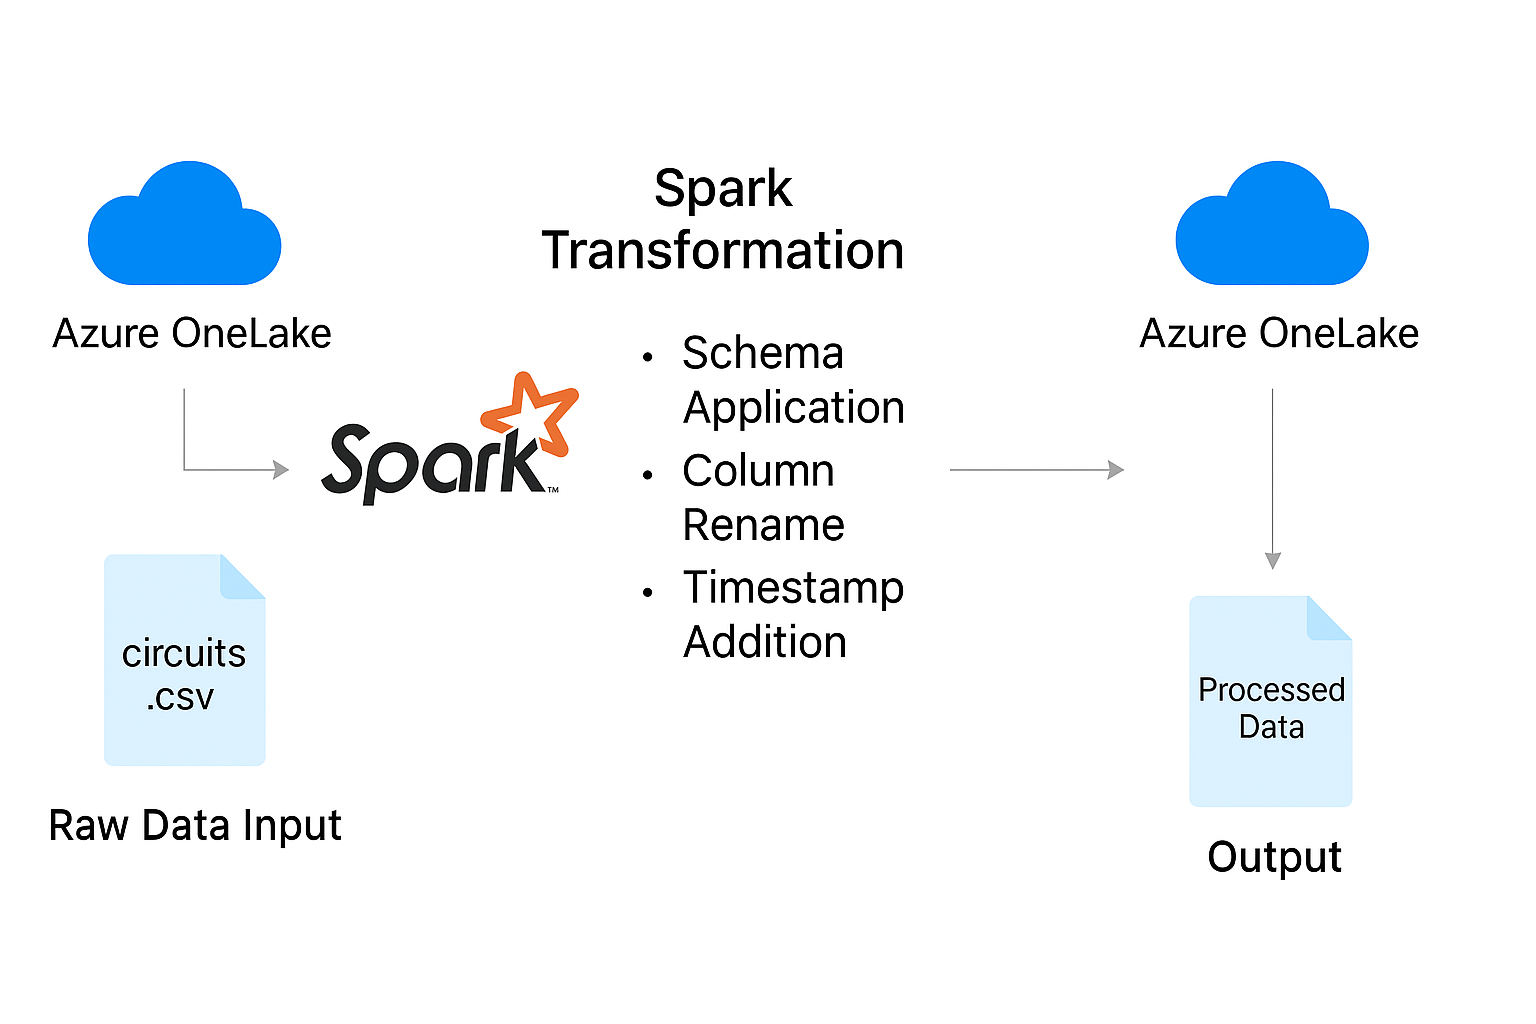 Azure OneLake
circuits
.csv
Raw Data Input
Spark™
Spark
Transformation
• Schema
Application
• Column
Rename
• Timestamp
Addition
Azure OneLake
Processed
Data
Output